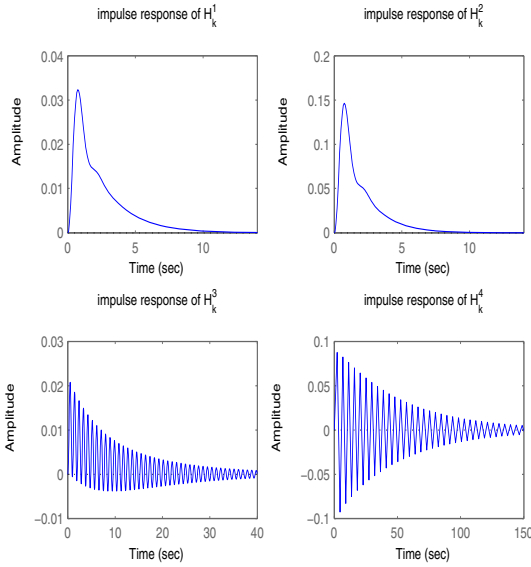 impulse response of H_k^1
Amplitude
0.04
0.03
0.02
0.01
0
0
5
10
Time (sec)
impulse response of H_k^2
Amplitude
0.2
0.15
0.1
0.05
0
0
5
10
Time (sec)
impulse response of H_k^3
Amplitude
0.03
0.02
0.01
0
−0.01
0
10
20
30
40
Time (sec)
impulse response of H_k^4
Amplitude
0.1
0.05
0
−0.05
−0.1
0
50
100
150
Time (sec)